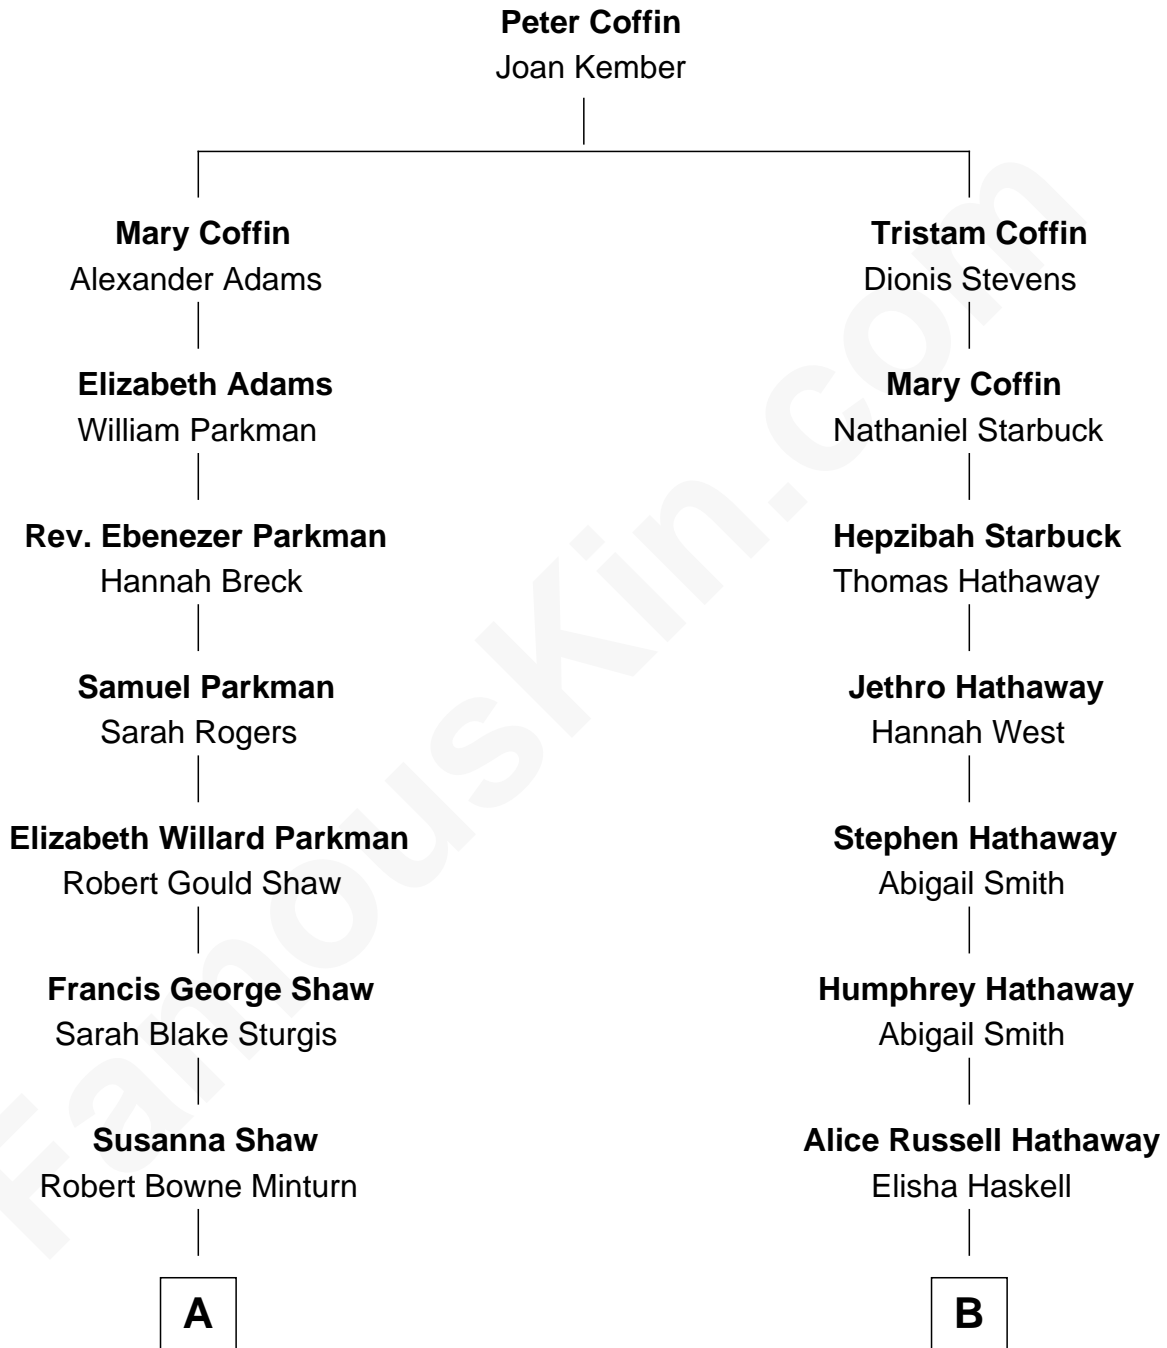 Peter Coffin
Joan Kember
Mary Coffin
Alexander Adams
Tristam Coffin
Dionis Stevens
Elizabeth Adams
William Parkman
Mary Coffin
Nathaniel Starbuck
Rev. Ebenezer Parkman
Hannah Breck
Hepzibah Starbuck
Thomas Hathaway
Samuel Parkman
Sarah Rogers
Jethro Hathaway
Hannah West
Elizabeth Willard Parkman
Robert Gould Shaw
Stephen Hathaway
Abigail Smith
Francis George Shaw
Sarah Blake Sturgis
Humphrey Hathaway
Abigail Smith
Susanna Shaw
Robert Bowne Minturn
Alice Russell Hathaway
Elisha Haskell
A
B
FamousKin.com